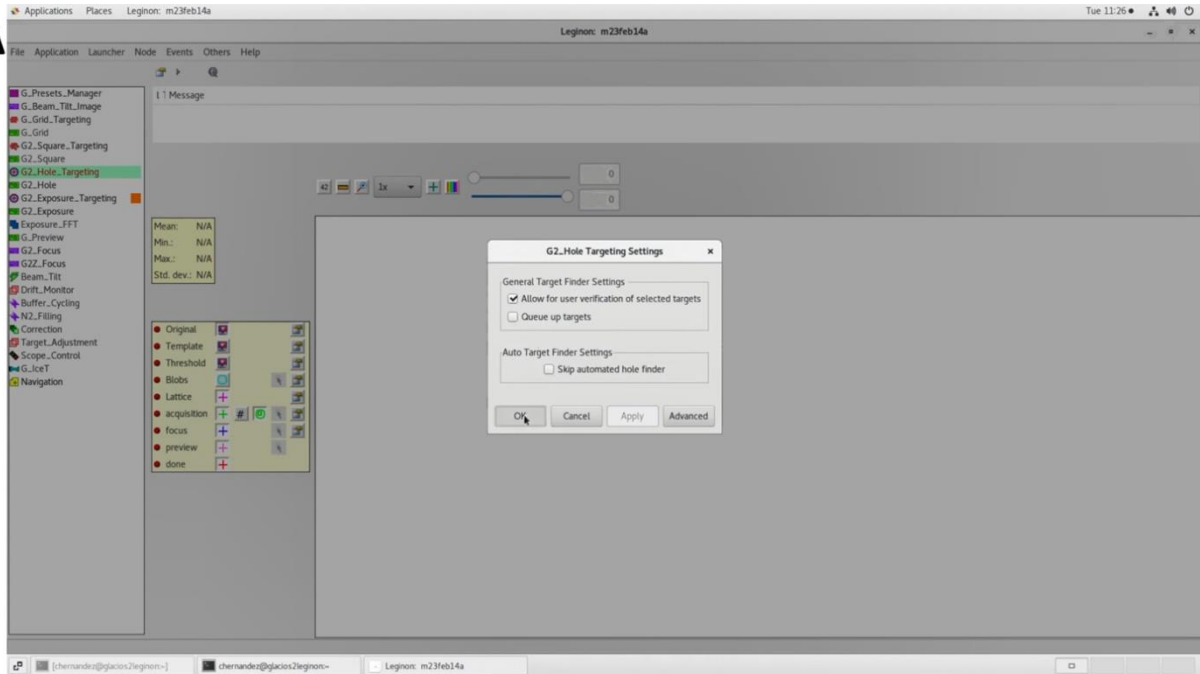 Applications Places Leginon: m23feb14a Tue 11:26
Leginon: m23feb14a
File Application Launcher Node Events Others Help
G_Presets_Manager
G_Beam_Tilt_Image
G_Grid_Targeting
G_Grid
G2_Square_Targeting
G2_Square
G2_Hole_Targeting
G2_Hole
G2_Exposure_Targeting
G2_Exposure
Exposure_FFT
G_Preview
G2_Focus
G2Z_Focus
Beam_Tilt
Drift_Monitor
Buffer_Cycling
N2_Filling
Correction
Target_Adjustment
Scope_Control
G_IceT
Navigation
Message
42 1x 0
0
Mean: N/A
Min.: N/A
Max.: N/A
Std. dev.: N/A
Original
Template
Threshold
Blobs
Lattice
acquisition #
focus
preview
done
G2_Hole Targeting Settings
General Target Finder Settings
Allow for user verification of selected targets
Queue up targets
Auto Target Finder Settings
Skip automated hole finder
OK Cancel Apply Advanced
[chernandez@glacios2leginon:~] chernandez@glacios2leginon:~ Leginon: m23feb14a